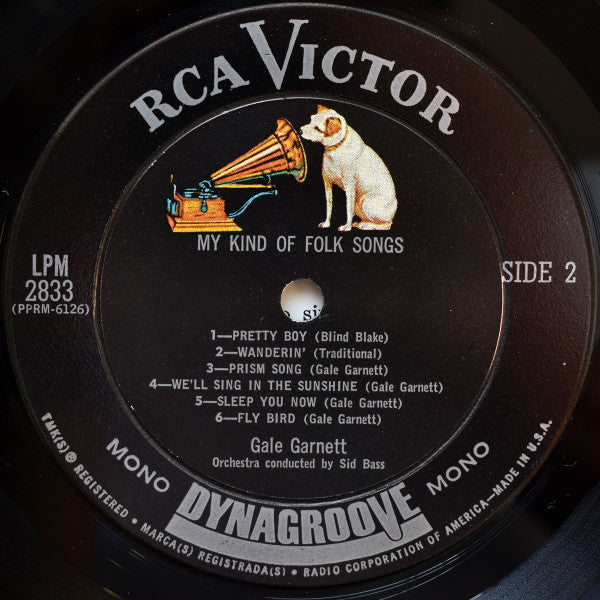 RCA VICTOR
MY KIND OF FOLK SONGS
LPM
2833
(PPRM-6126)
SIDE 2
1—PRETTY BOY (Blind Blake)
2—WANDERIN' (Traditional)
3—PRISM SONG (Gale Garnett)
4—WE'LL SING IN THE SUNSHINE (Gale Garnett)
5—SLEEP YOU NOW (Gale Garnett)
6—FLY BIRD (Gale Garnett)
Gale Garnett
Orchestra conducted by Sid Bass
MONO DYNAGROOVE MONO
TMK(S) ® REGISTERED • MARCA(S) REGISTRADA(S) • RADIO CORPORATION OF AMERICA—MADE IN U.S.A.